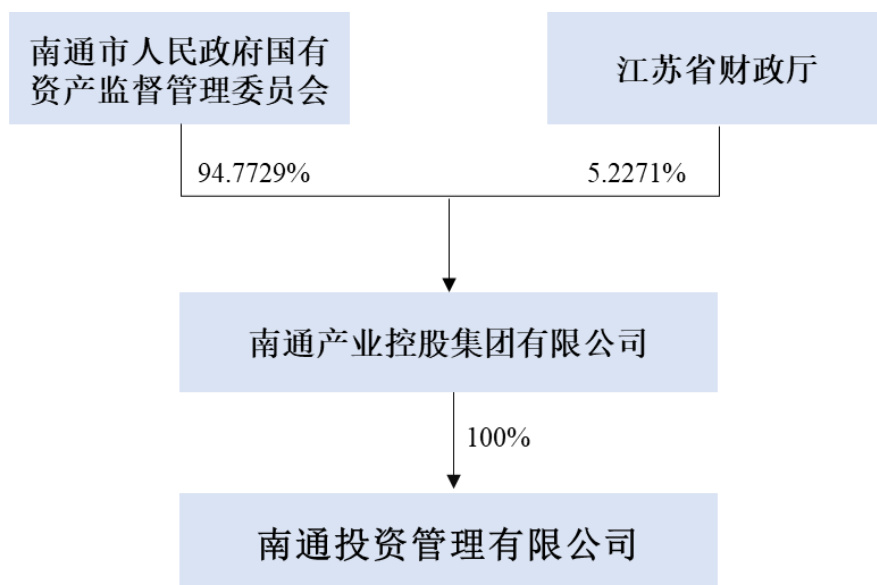 南通市人民政府国有
资产监督管理委员会
江苏省财政厅
94.7729%
5.2271%
南通产业控股集团有限公司
100%
南通投资管理有限公司